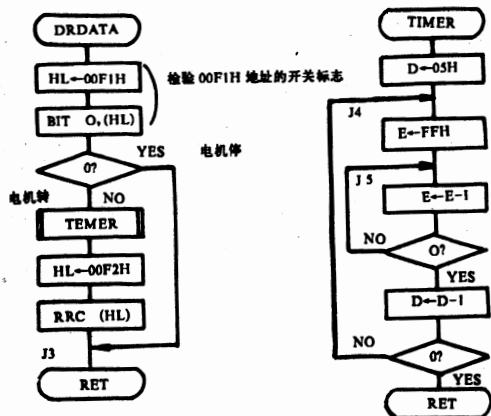 DRDATA
HL←00F1H
检验 00F1H 地址的开关标志
BIT O,(HL)
YES
电机停
0?
电机转
NO
TEMER
HL←00F2H
RRC (HL)
J3
RET
TIMER
D←05H
J4
E←FFH
J5
E←E-1
NO
O?
YES
D←D-1
NO
0?
YES
RET